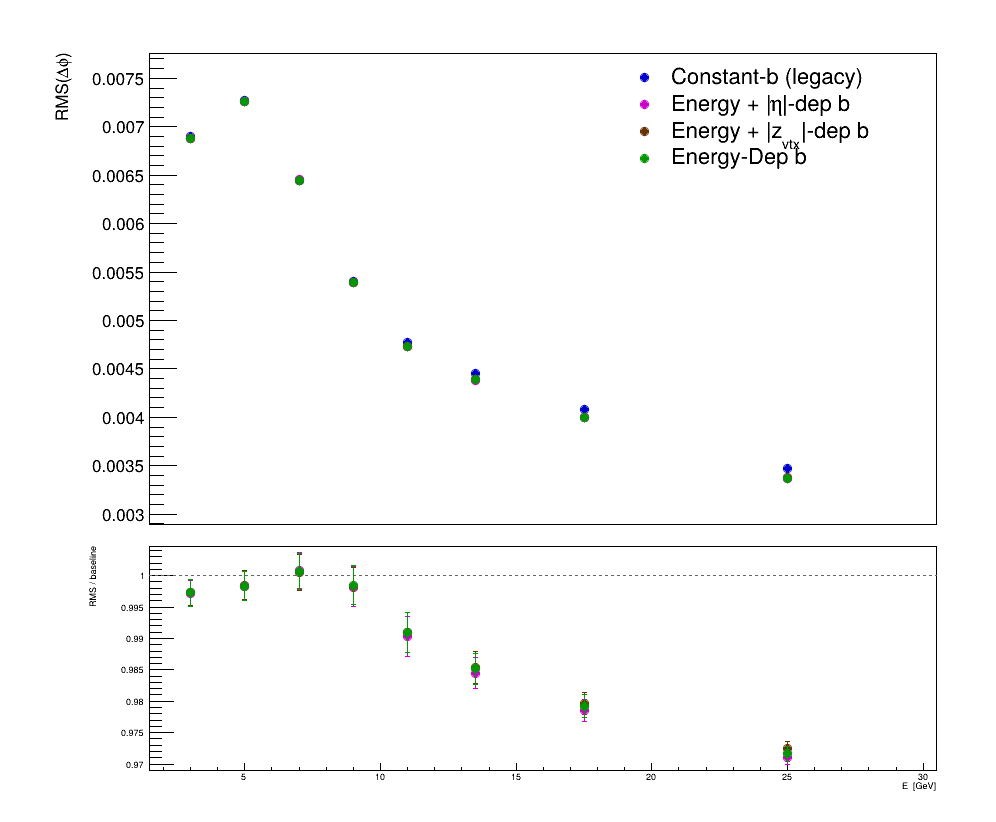 RMS(Δϕ)
0.0075
0.007
0.0065
0.006
0.0055
0.005
0.0045
0.004
0.0035
0.003
Constant-b (legacy)
Energy + |η|-dep b
Energy + |z_vtx|-dep b
Energy-Dep b
RMS / baseline
1
0.995
0.99
0.985
0.98
0.975
0.97
5 10 15 20 25 30
E [GeV]